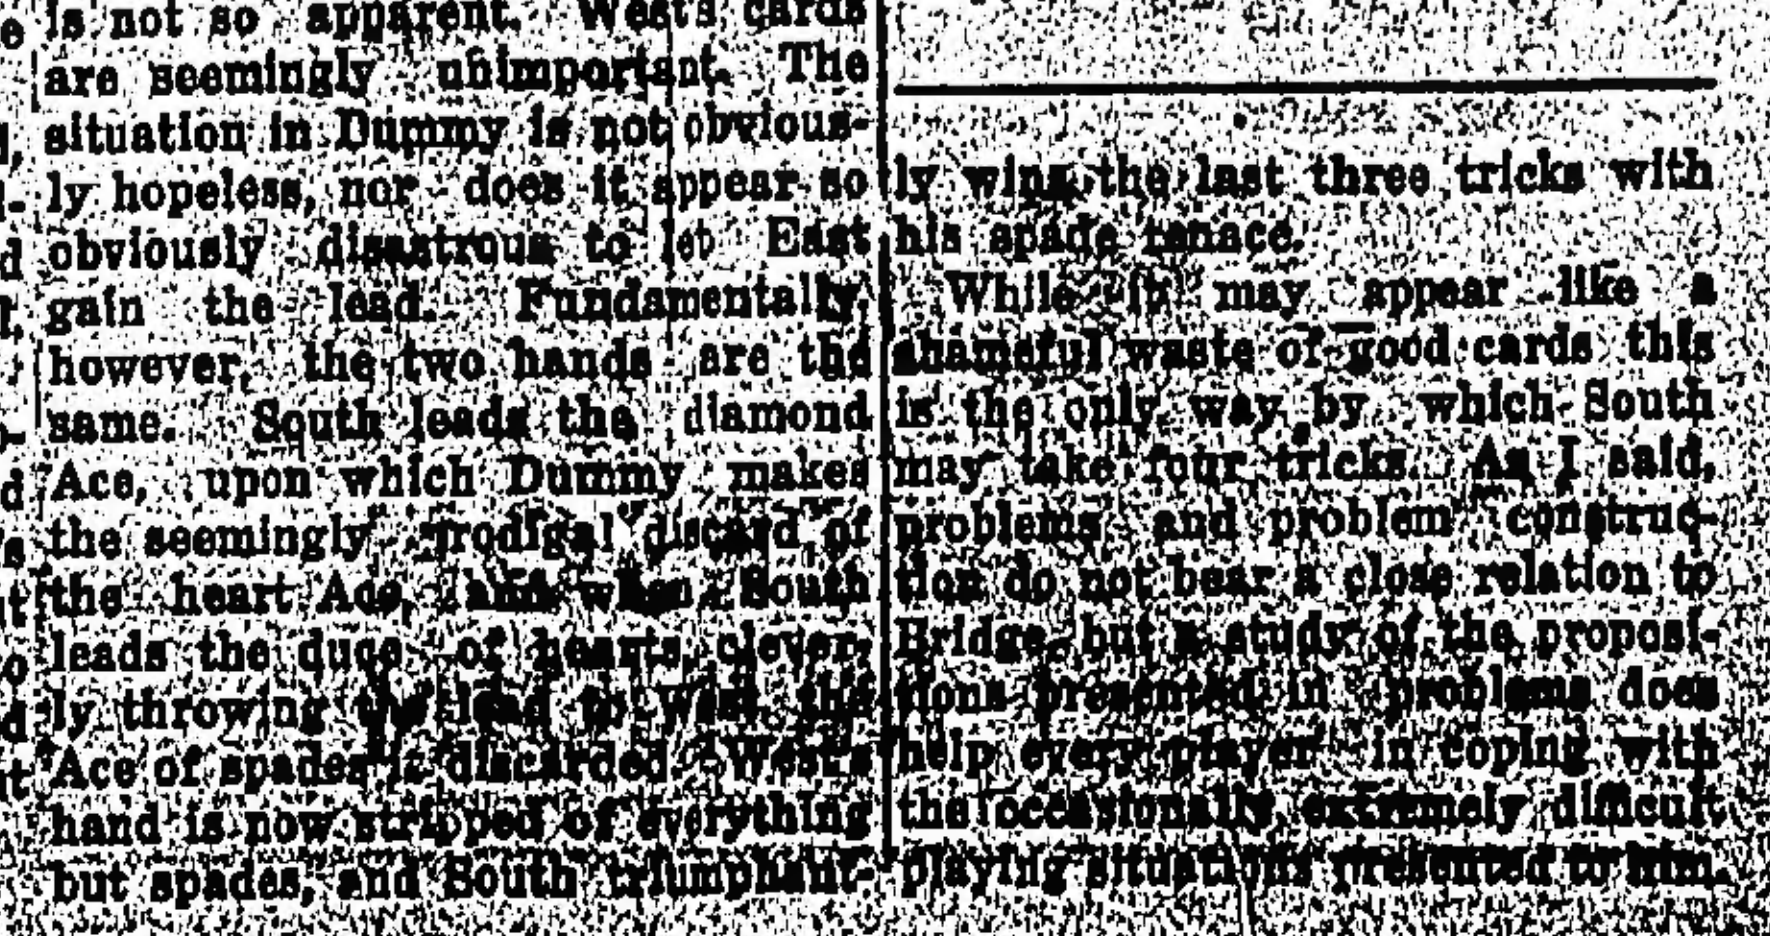 is not so apparent. West's cards
are seemingly unimportant. The
situation in Dummy is not obvious-
ly hopeless, nor does it appear so
obviously disastrous to let East
gain the lead. Fundamentally,
however, the two hands are the
same. South leads the diamond
Ace, upon which Dummy makes
the seemingly prodigal discard of
the heart Ace, and when South
leads the duce of hearts, clever-
ly throwing the lead to West, the
Ace of spades is discarded. West's
hand is now stripped of everything
but spades, and South triumphant-
ly wins the last three tricks with
his spade tenace.
While it may appear like a
shameful waste of good cards this
is the only way by which South
may take four tricks. As I said,
problems and problem construc-
tion do not bear a close relation to
Bridge, but a study of the proposi-
tions presented in problems does
help every player in coping with
the occasionally extremely difficult
playing situations presented to him.